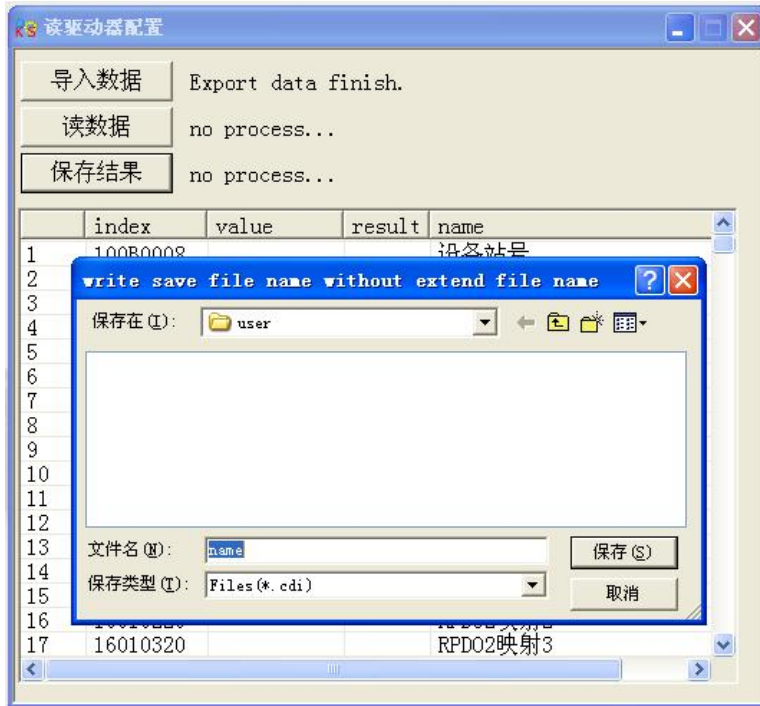 读驱动器配置
导入数据 Export data finish.
读数据 no process...
保存结果 no process...
index value result name
1 100B0008 设备站号
2
write save file name without extend file name
3
保存在(I): user
4
5
6
7
8
9
10
11
12
13 文件名(N): name 保存(S)
14
保存类型(T): Files(*.cdi) 取消
15
16
17 16010320 RPDO2映射3